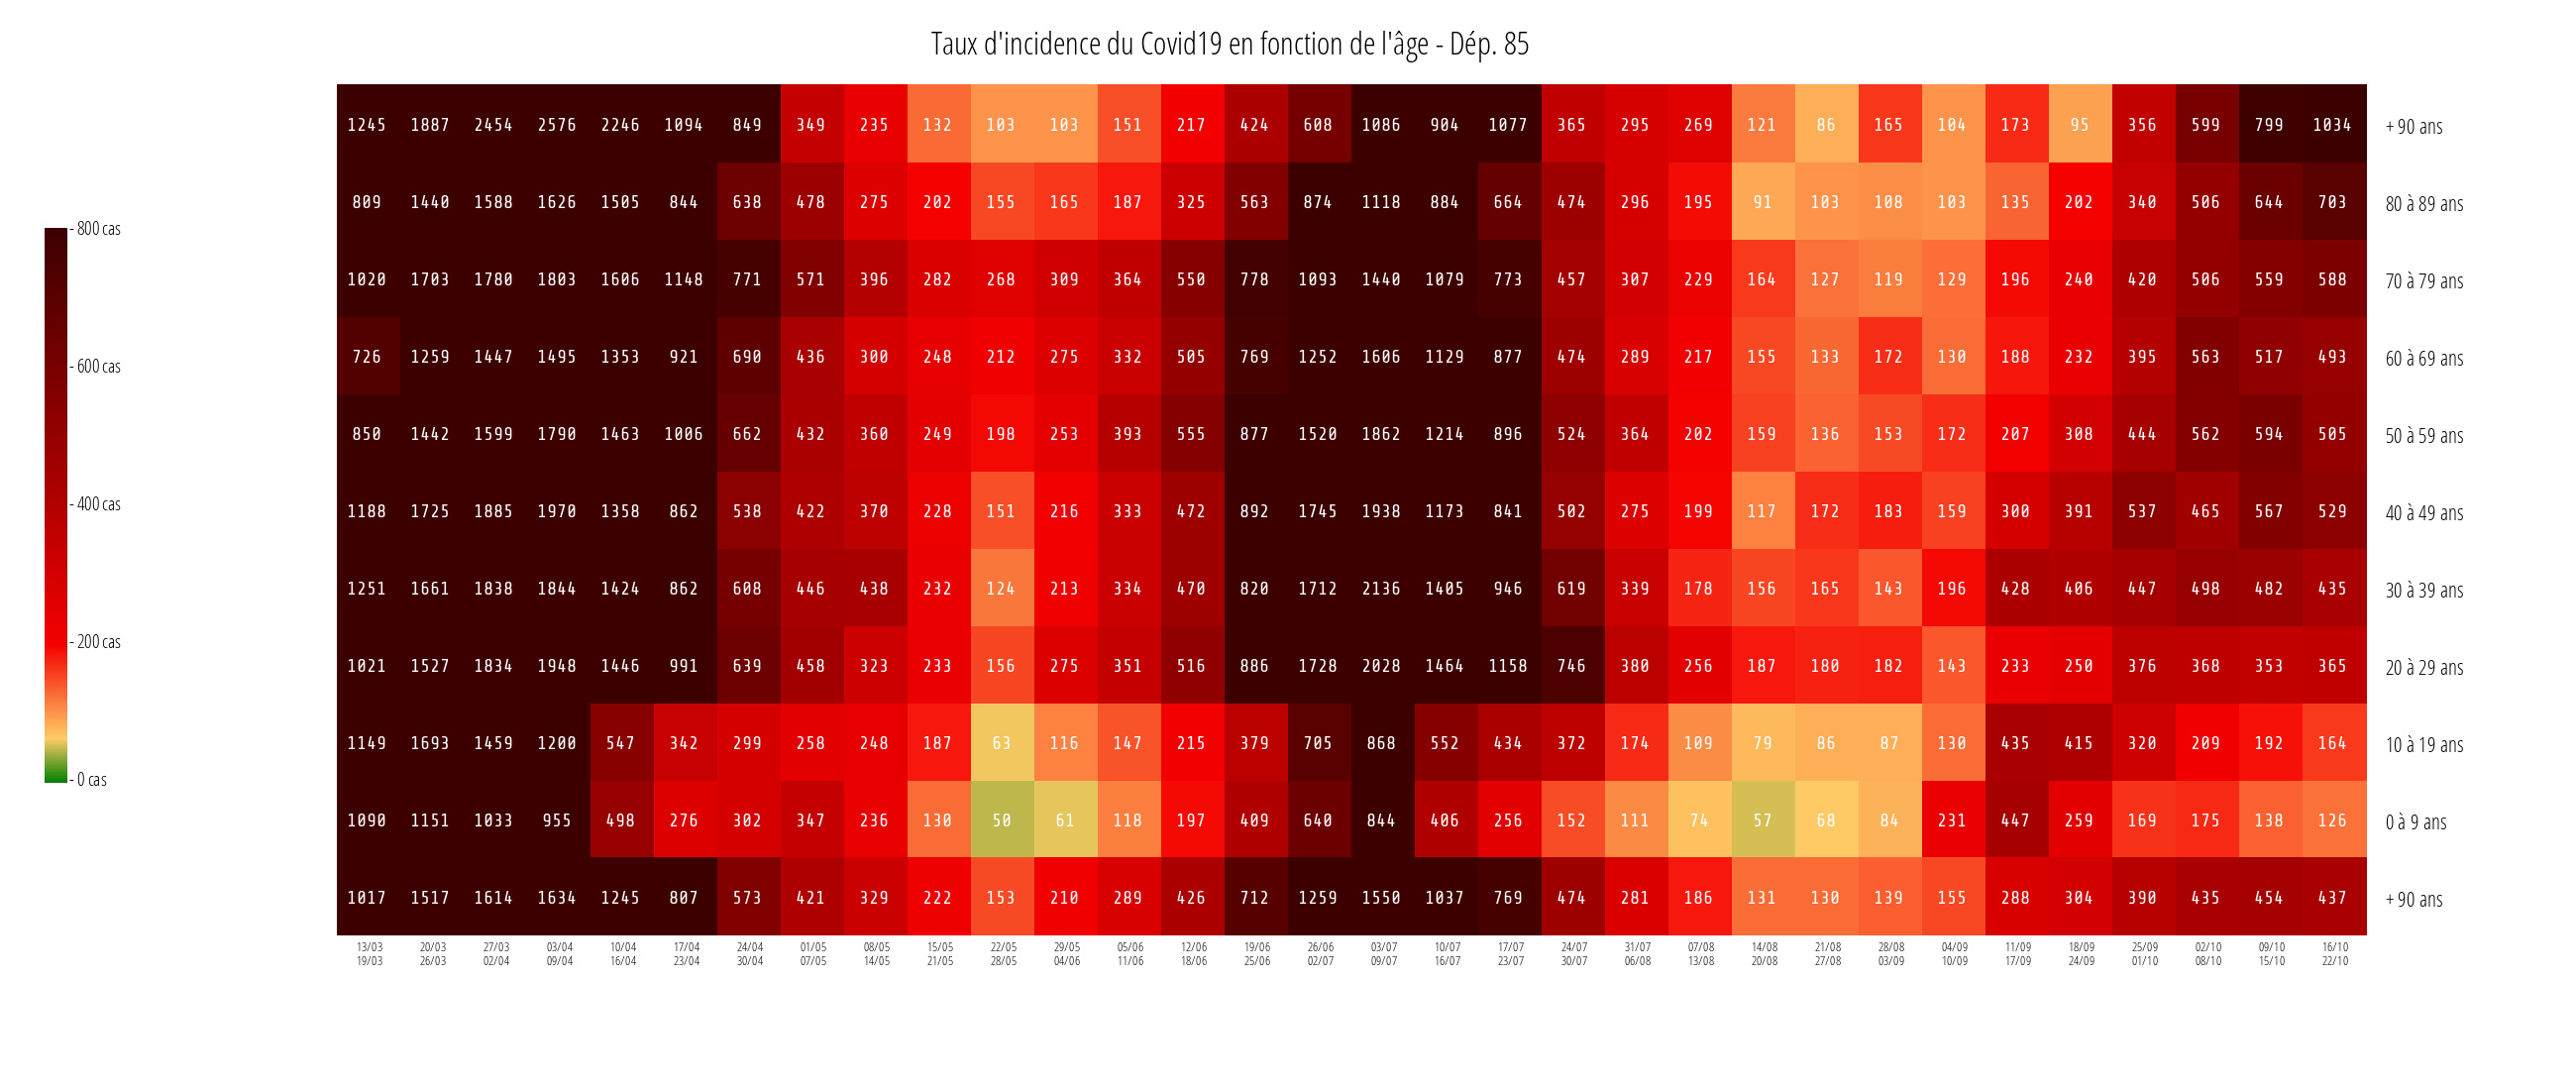 Taux d'incidence du Covid19 en fonction de l'âge - Dép. 85
1245 1887 2454 2576 2246 1094 849 349 235 132 103 103 151 217 424 608 1086 904 1077 365 295 269 121 86 165 104 173 95 356 599 799 1034 + 90 ans
809 1440 1588 1626 1505 844 638 478 275 202 155 165 187 325 563 874 1118 884 664 474 296 195 91 103 108 103 135 202 340 506 644 703 80 à 89 ans
- 800 cas
1020 1703 1780 1803 1606 1148 771 571 396 282 268 309 364 550 778 1093 1440 1079 773 457 307 229 164 127 119 129 196 240 420 506 559 588 70 à 79 ans
726 1259 1447 1495 1353 921 690 436 300 248 212 275 332 505 769 1252 1606 1129 877 474 289 217 155 133 172 130 188 232 395 563 517 493 60 à 69 ans
- 600 cas
850 1442 1599 1790 1463 1006 662 432 360 249 198 253 393 555 877 1520 1862 1214 896 524 364 202 159 136 153 172 207 308 444 562 594 505 50 à 59 ans
- 400 cas
1188 1725 1885 1970 1358 862 538 422 370 228 151 216 333 472 892 1745 1938 1173 841 502 275 199 117 172 183 159 300 391 537 465 567 529 40 à 49 ans
1251 1661 1838 1844 1424 862 608 446 438 232 124 213 334 470 820 1712 2136 1405 946 619 339 178 156 165 143 196 428 406 447 498 482 435 30 à 39 ans
- 200 cas
1021 1527 1834 1948 1446 991 639 458 323 233 156 275 351 516 886 1728 2028 1464 1158 746 380 256 187 180 182 143 233 250 376 368 353 365 20 à 29 ans
1149 1693 1459 1200 547 342 299 258 248 187 63 116 147 215 379 705 868 552 434 372 174 109 79 86 87 130 435 415 320 209 192 164 10 à 19 ans
- 0 cas
1090 1151 1033 955 498 276 302 347 236 130 50 61 118 197 409 640 844 406 256 152 111 74 57 68 84 231 447 259 169 175 138 126 0 à 9 ans
1017 1517 1614 1634 1245 807 573 421 329 222 153 210 289 426 712 1259 1550 1037 769 474 281 186 131 130 139 155 288 304 390 435 454 437 + 90 ans
13/03 20/03 27/03 03/04 10/04 17/04 24/04 01/05 08/05 15/05 22/05 29/05 05/06 12/06 19/06 26/06 03/07 10/07 17/07 24/07 31/07 07/08 14/08 21/08 28/08 04/09 11/09 18/09 25/09 02/10 09/10 16/10
19/03 26/03 02/04 09/04 16/04 23/04 30/04 07/05 14/05 21/05 28/05 04/06 11/06 18/06 25/06 02/07 09/07 16/07 23/07 30/07 06/08 13/08 20/08 27/08 03/09 10/09 17/09 24/09 01/10 08/10 15/10 22/10